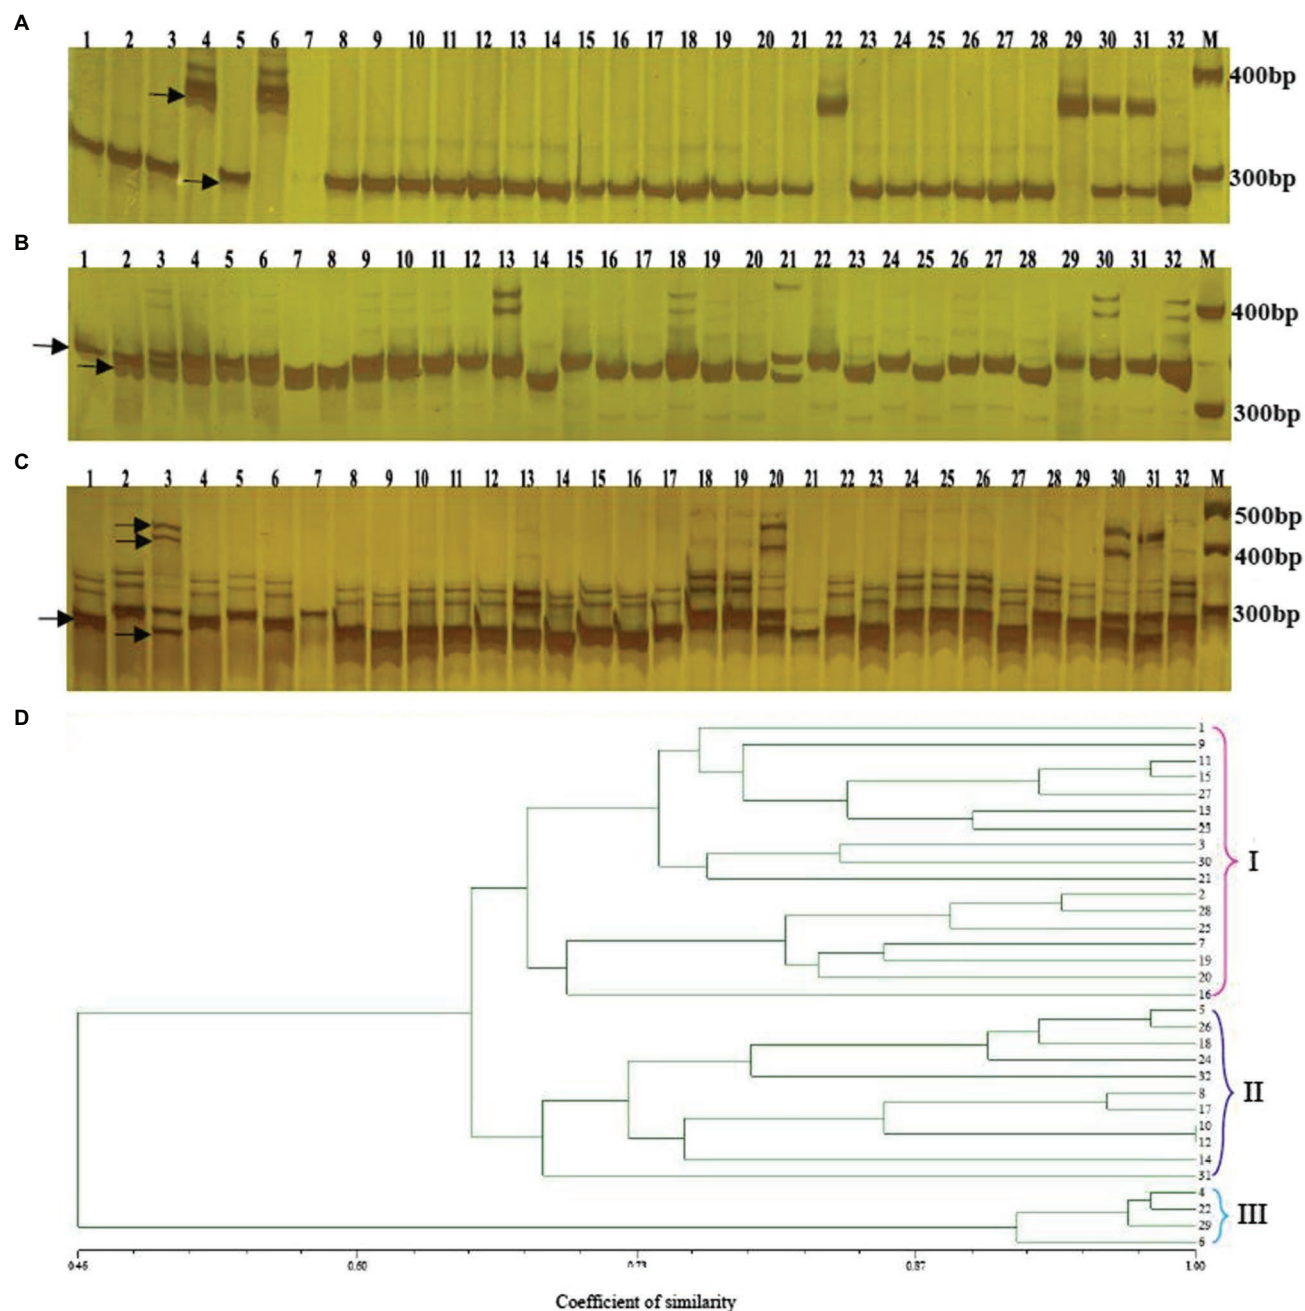 A
1 2 3 4 5 6 7 8 9 10 11 12 13 14 15 16 17 18 19 20 21 22 23 24 25 26 27 28 29 30 31 32 M
400bp
300bp
B
1 2 3 4 5 6 7 8 9 10 11 12 13 14 15 16 17 18 19 20 21 22 23 24 25 26 27 28 29 30 31 32 M
400bp
300bp
C
1 2 3 4 5 6 7 8 9 10 11 12 13 14 15 16 17 18 19 20 21 22 23 24 25 26 27 28 29 30 31 32 M
500bp
400bp
300bp
D
1
9
11
15
27
13
23
3
30
21
2
28
25
7
19
20
16
I
5
26
18
24
32
8
17
10
12
14
31
II
4
22
29
6
III
0.46 0.60 0.73 0.87 1.00
Coefficient of similarity